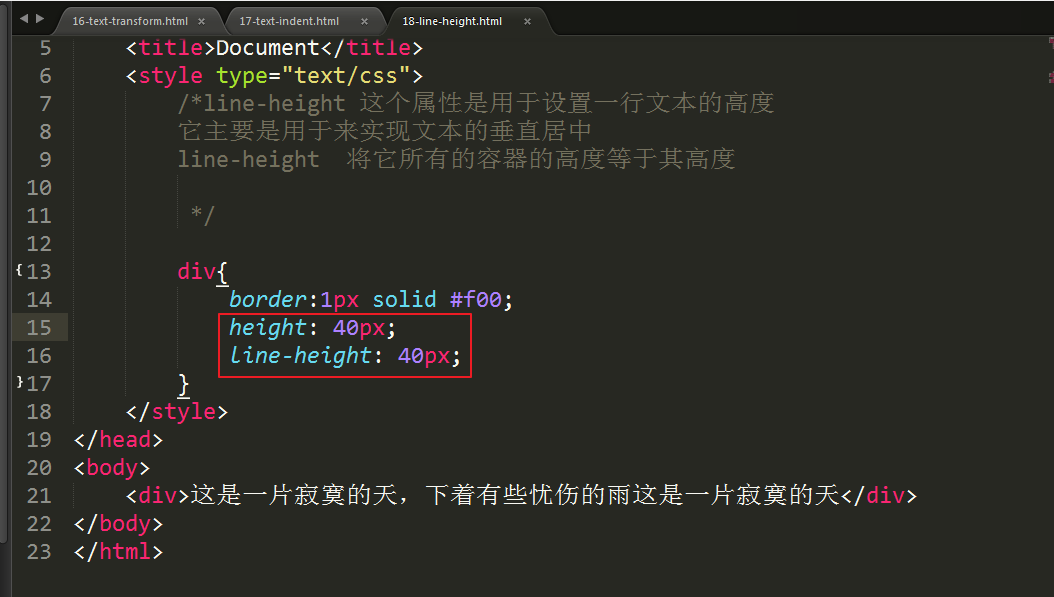 16-text-transform.html × 17-text-indent.html × 18-line-height.html ×
5 <title>Document</title>
6 <style type="text/css">
7 /*line-height 这个属性是用于设置一行文本的高度
8 它主要是用于来实现文本的垂直居中
9 line-height 将它所有的容器的高度等于其高度
10
11 */
12
13 div{
14 border:1px solid #f00;
15 height: 40px;
16 line-height: 40px;
17 }
18 </style>
19 </head>
20 <body>
21 <div>这是一片寂寞的天，下着有些忧伤的雨这是一片寂寞的天</div>
22 </body>
23 </html>